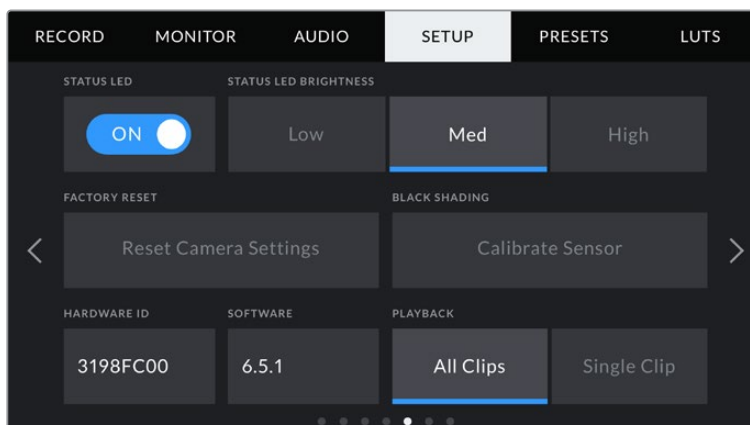 RECORD MONITOR AUDIO SETUP PRESETS LUTS
STATUS LED STATUS LED BRIGHTNESS
ON Low Med High
FACTORY RESET BLACK SHADING
Reset Camera Settings Calibrate Sensor
HARDWARE ID SOFTWARE PLAYBACK
3198FC00 6.5.1 All Clips Single Clip